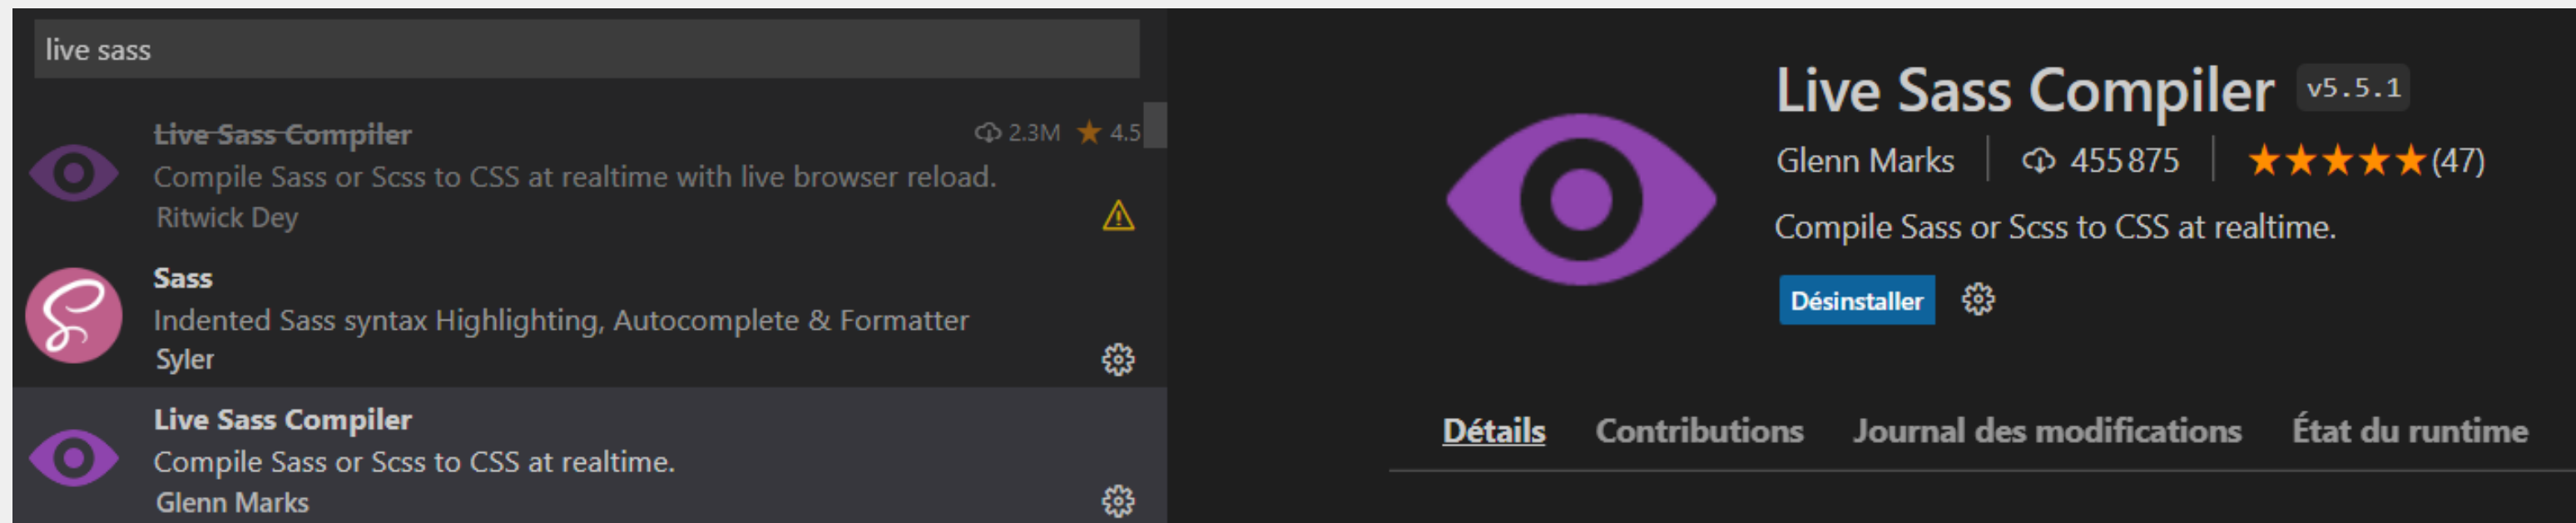 live sass
Live Sass Compiler 2.3M 4.5
Compile Sass or Scss to CSS at realtime with live browser reload.
Ritwick Dey
Sass
Indented Sass syntax Highlighting, Autocomplete & Formatter
Syler
Live Sass Compiler
Compile Sass or Scss to CSS at realtime.
Glenn Marks
Live Sass Compiler v5.5.1
Glenn Marks 455 875 (47)
Compile Sass or Scss to CSS at realtime.
Désinstaller
Détails Contributions Journal des modifications État du runtime